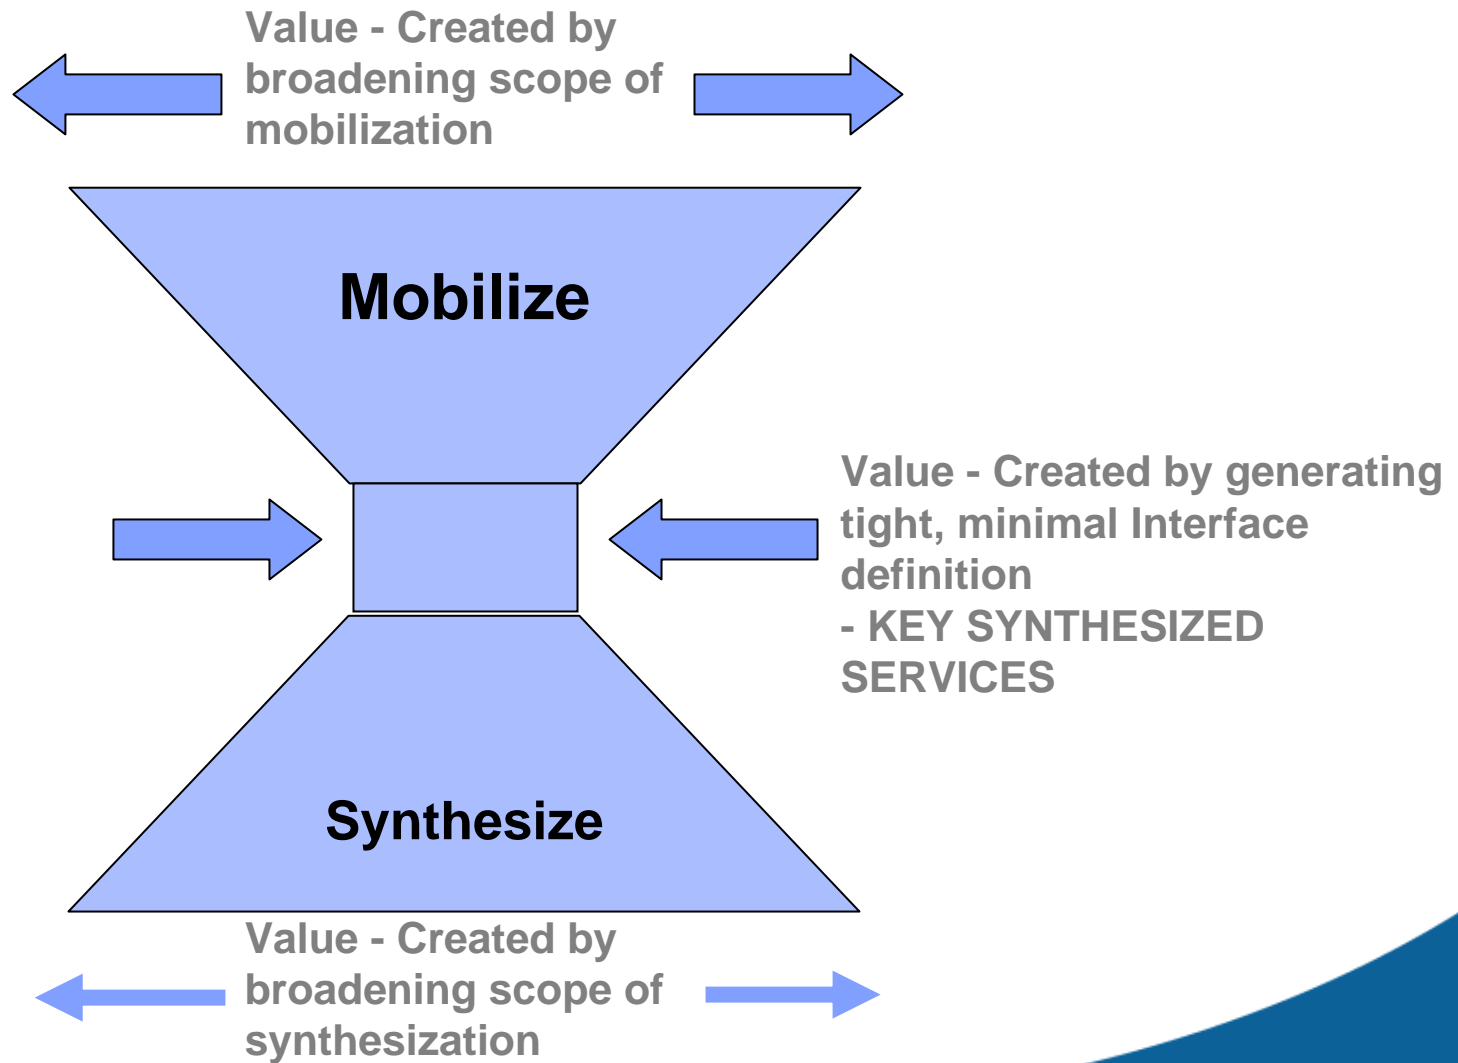 Value - Created by
broadening scope of
mobilization
Mobilize
Value - Created by generating
tight, minimal Interface
definition
- KEY SYNTHESIZED
SERVICES
Synthesize
Value - Created by
broadening scope of
synthesization